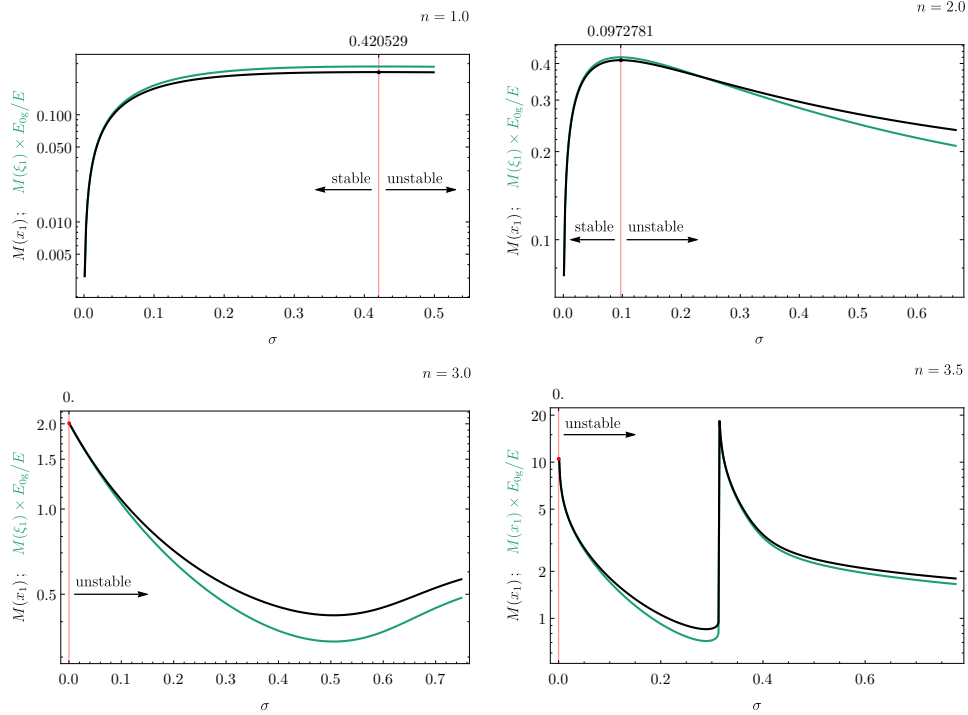 n = 1.0
0.420529
M(x₁) ; M(ξ₁) × E₀g/E
0.100
0.050
0.010
0.005
stable unstable
0.0 0.1 0.2 0.3 0.4 0.5
σ
n = 2.0
0.0972781
M(x₁) ; M(ξ₁) × E₀g/E
0.4
0.3
0.2
0.1
stable unstable
0.0 0.1 0.2 0.3 0.4 0.5 0.6
σ
n = 3.0
0.
M(x₁) ; M(ξ₁) × E₀g/E
2.0
1.5
1.0
0.5
unstable
0.0 0.1 0.2 0.3 0.4 0.5 0.6 0.7
σ
n = 3.5
0.
M(x₁) ; M(x₁) × E₀g/E
20
10
5
2
1
unstable
0.0 0.2 0.4 0.6
σ